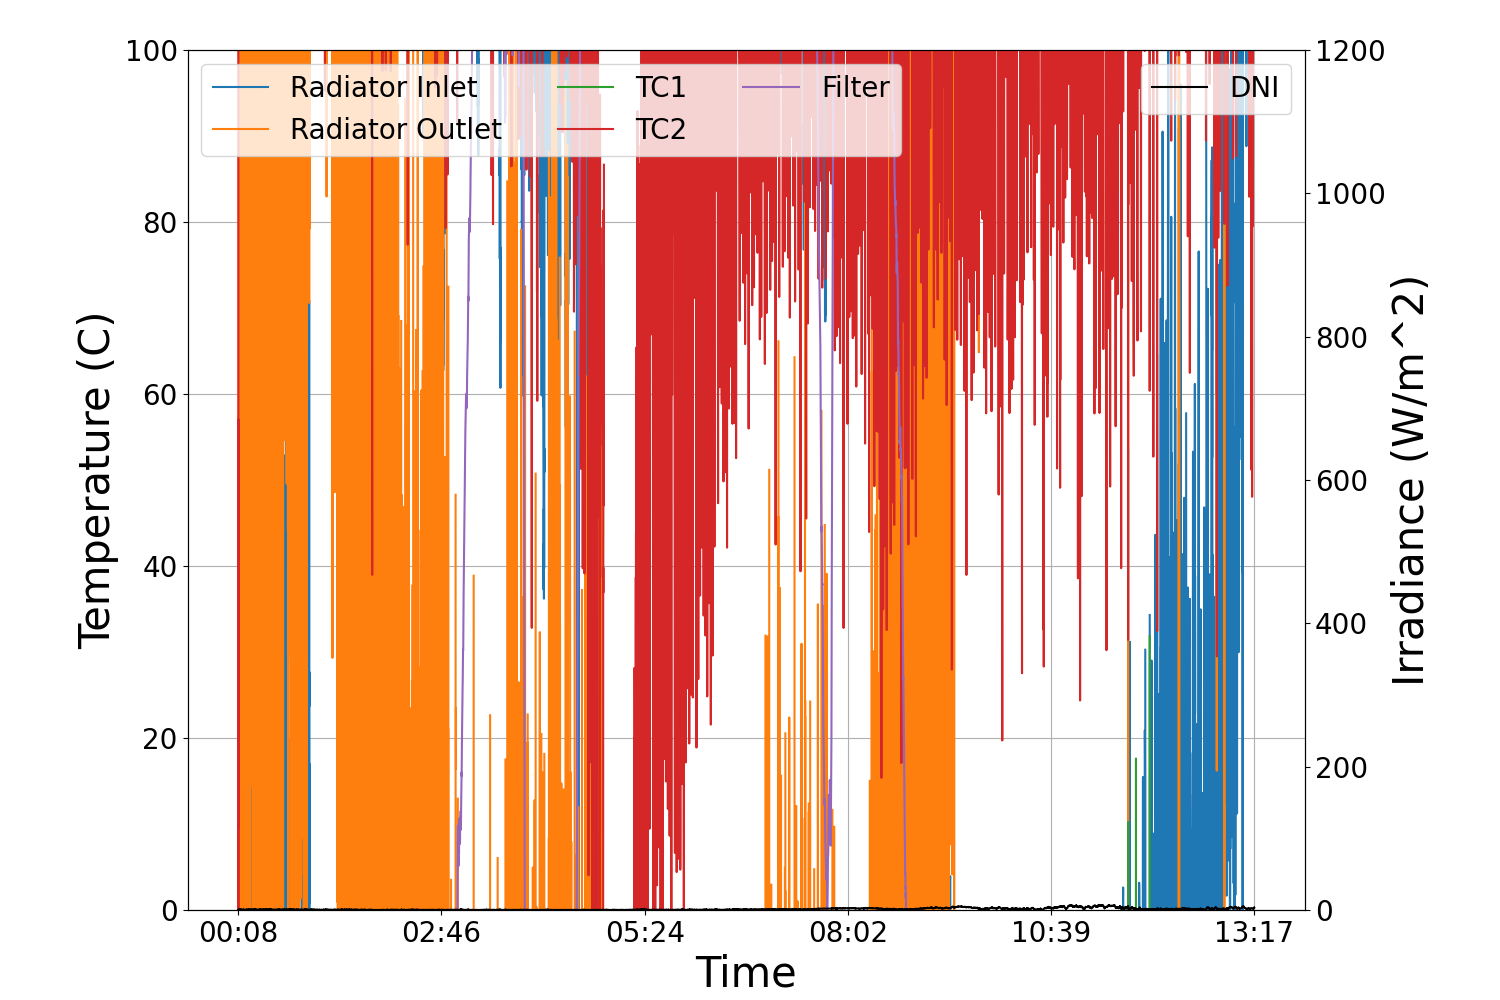 100
80
60
40
20
0
Temperature (C)
Radiator Inlet
Radiator Outlet
TC1
TC2
Filter
DNI
1200
1000
800
600
400
200
0
Irradiance (W/m^2)
00:08 02:46 05:24 08:02 10:39 13:17
Time